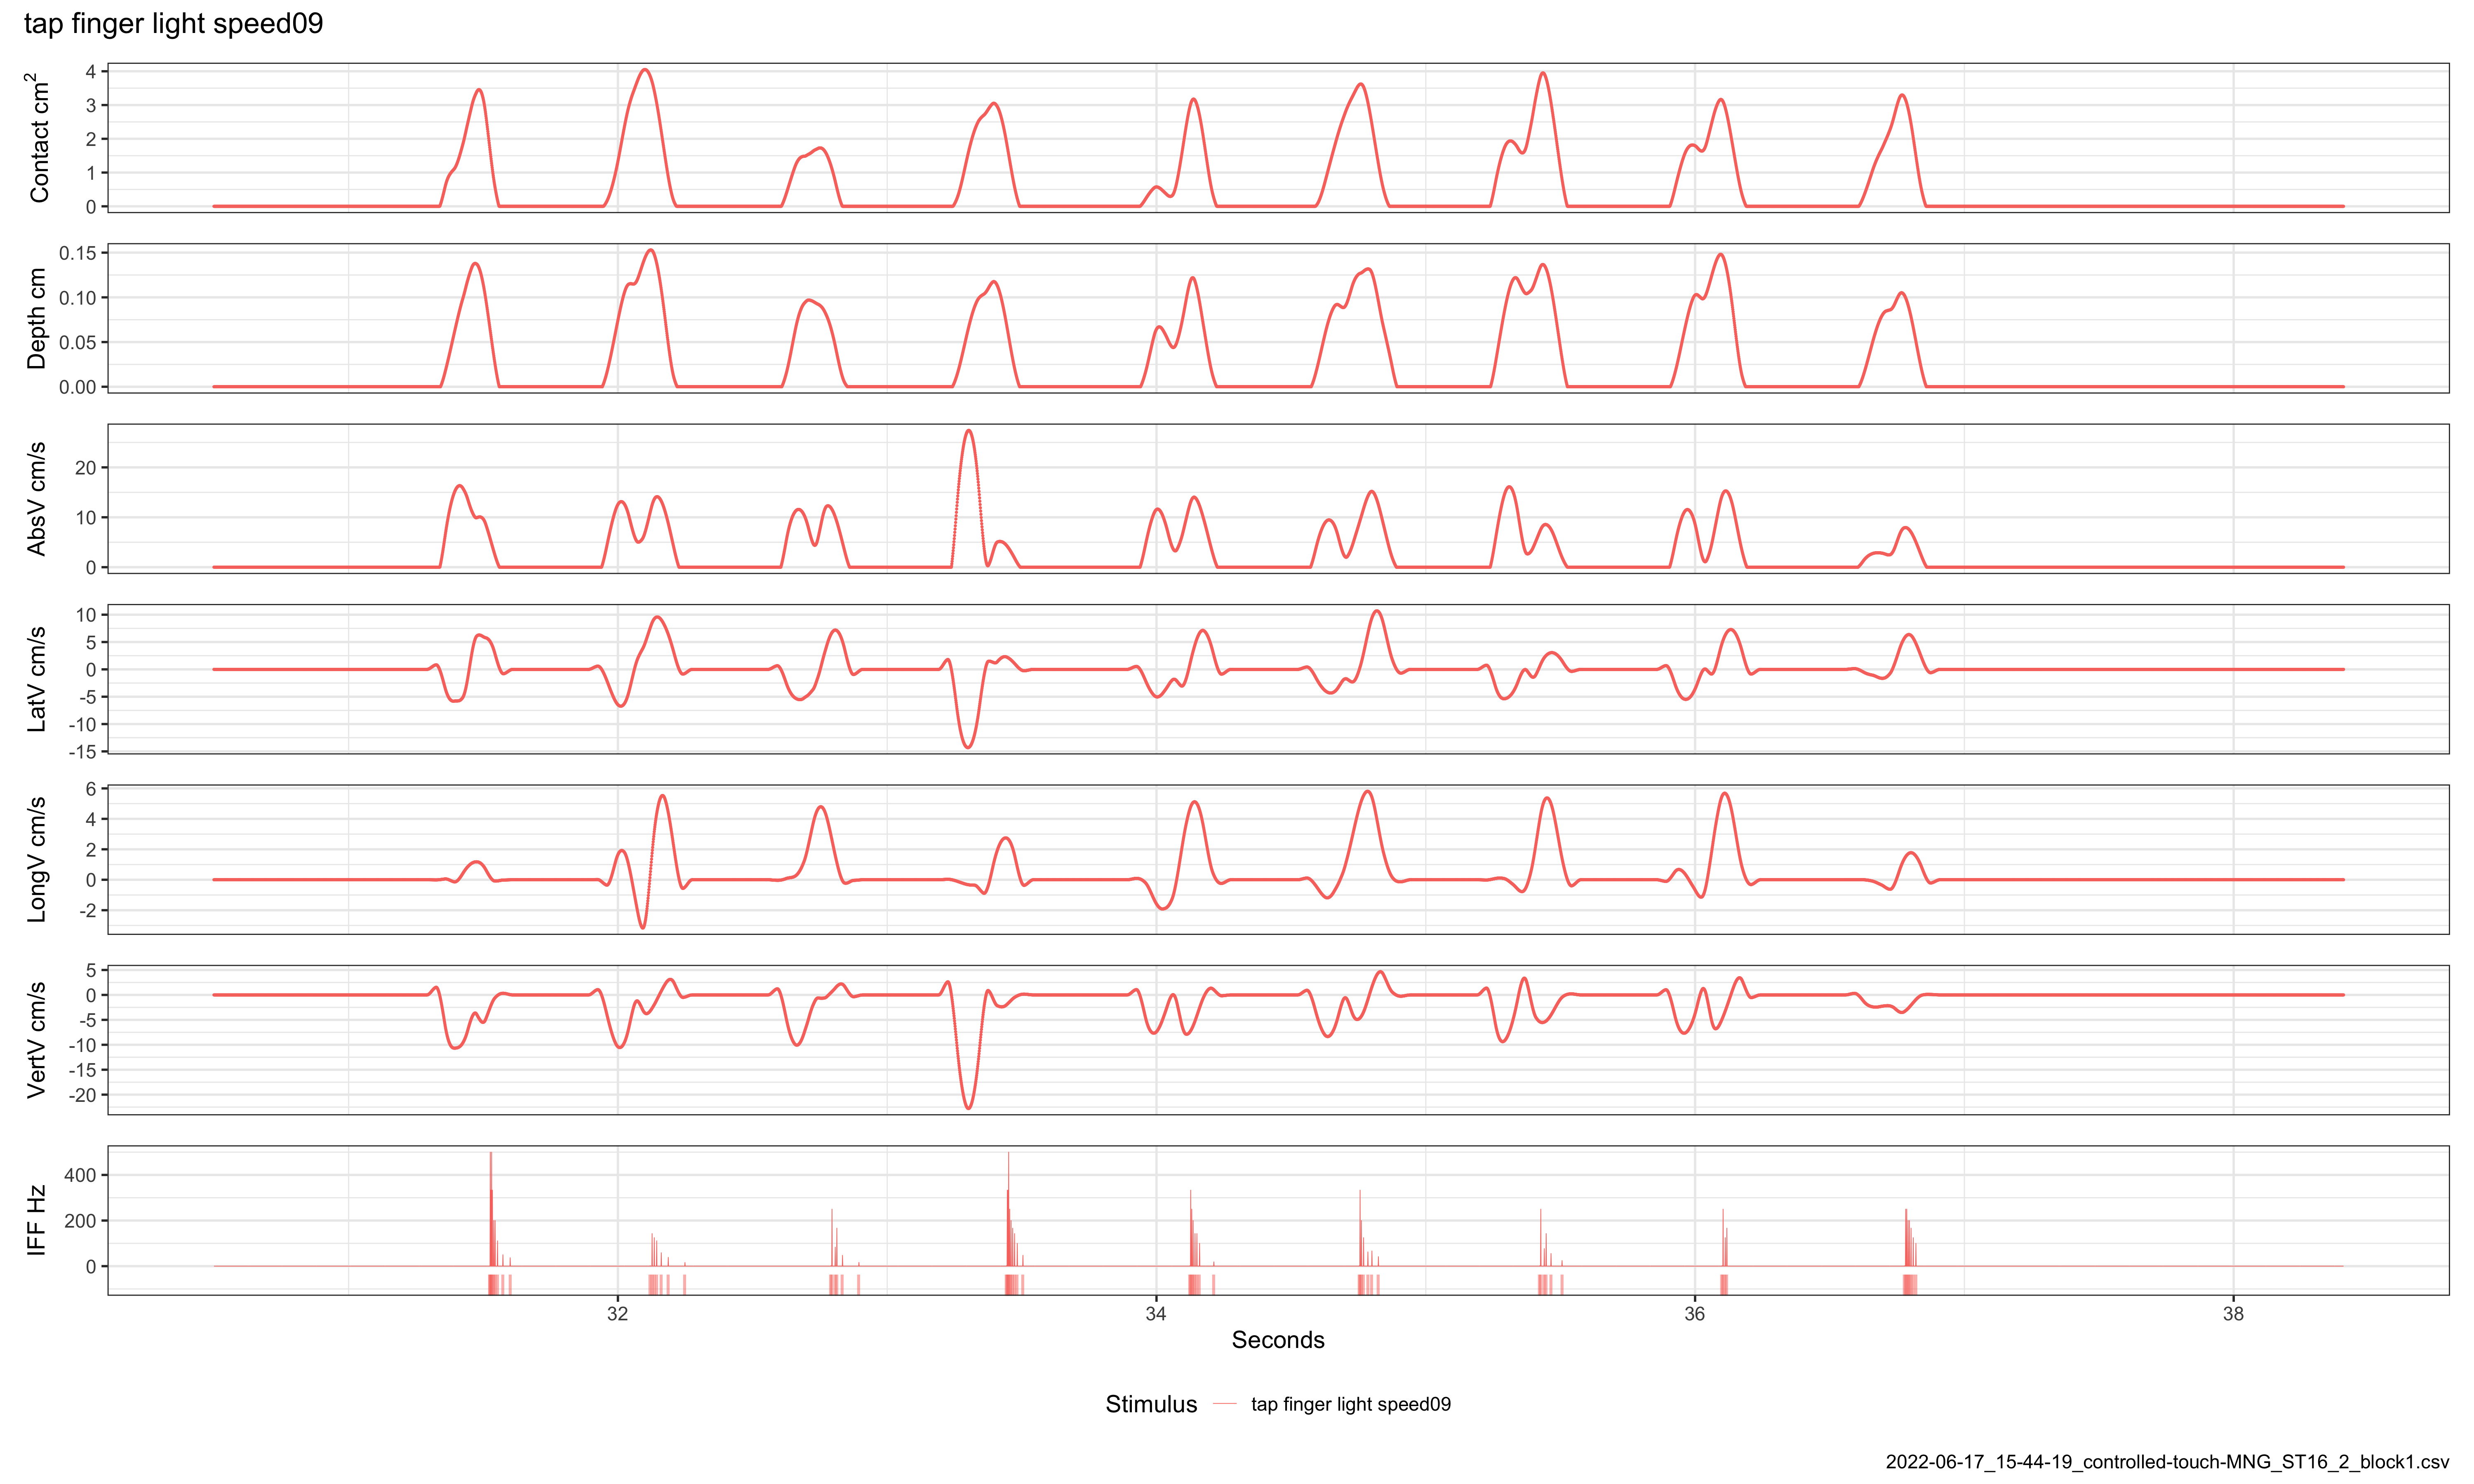 tap finger light speed09
Contact cm²
4
3
2
1
0
Depth cm
0.15
0.10
0.05
0.00
AbsV cm/s
20
10
0
LatV cm/s
10
5
0
-5
-10
-15
LongV cm/s
6
4
2
0
-2
VertV cm/s
5
0
-5
-10
-15
-20
IFF Hz
400
200
0
32 34 36 38
Seconds
Stimulus tap finger light speed09
2022-06-17_15-44-19_controlled-touch-MNG_ST16_2_block1.csv